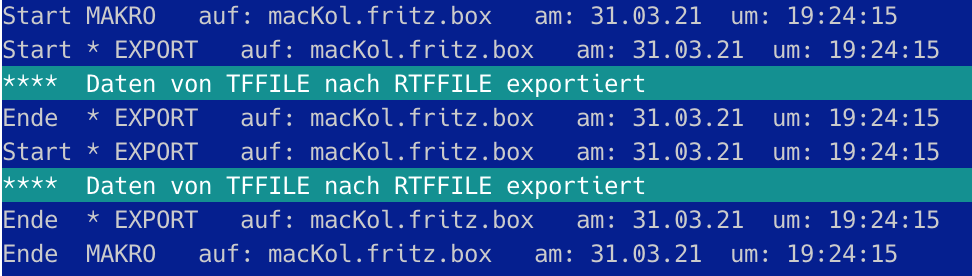 Start MAKRO   auf: macKol.fritz.box   am: 31.03.21  um: 19:24:15
Start * EXPORT   auf: macKol.fritz.box   am: 31.03.21  um: 19:24:15
****  Daten von TFFILE nach RTFFILE exportiert
Ende  * EXPORT   auf: macKol.fritz.box   am: 31.03.21  um: 19:24:15
Start * EXPORT   auf: macKol.fritz.box   am: 31.03.21  um: 19:24:15
****  Daten von TFFILE nach RTFFILE exportiert
Ende  * EXPORT   auf: macKol.fritz.box   am: 31.03.21  um: 19:24:15
Ende  MAKRO   auf: macKol.fritz.box   am: 31.03.21  um: 19:24:15